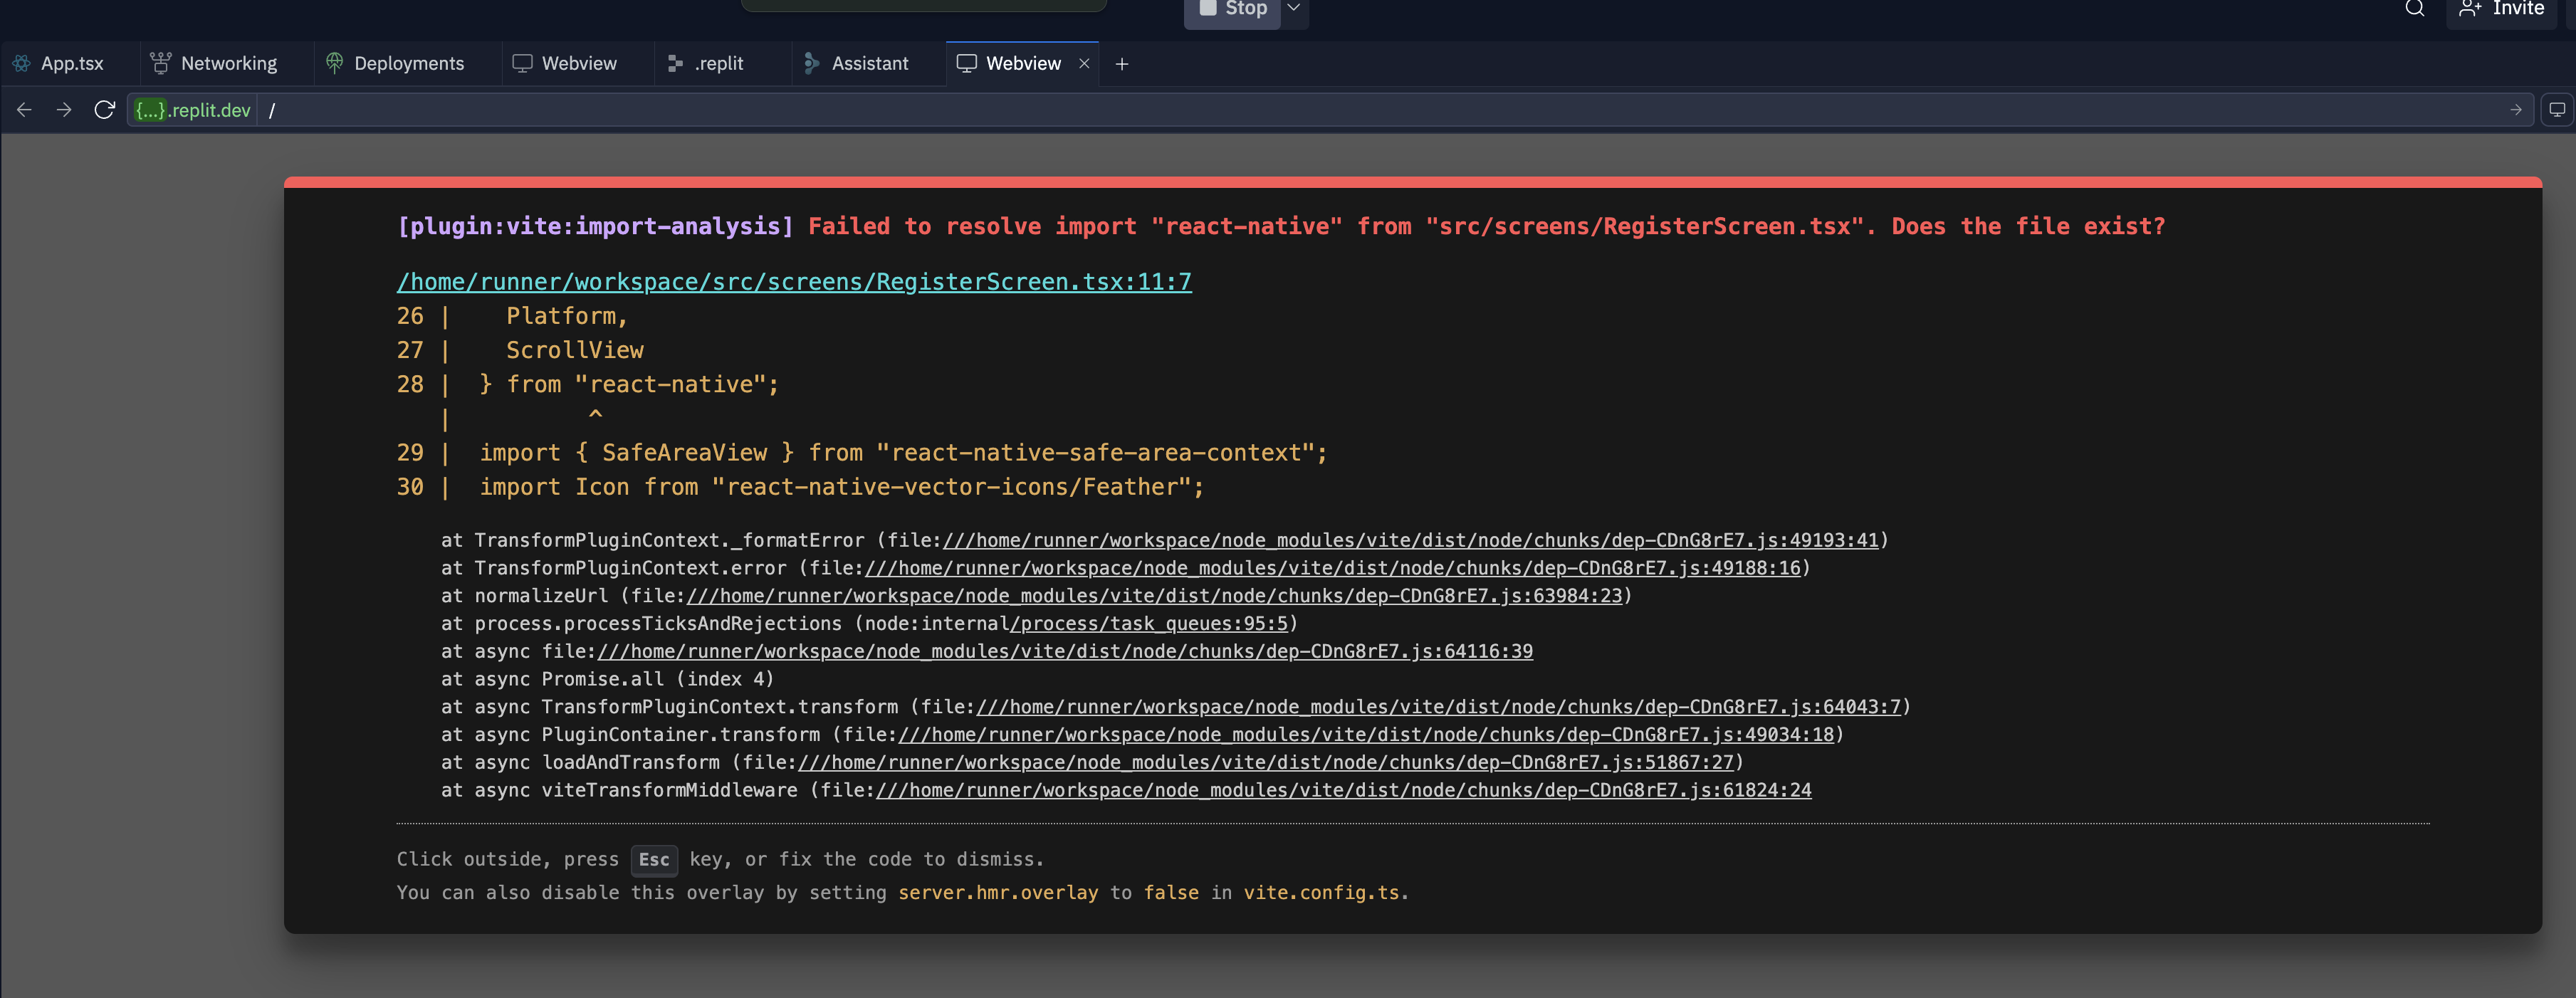 Stop
Invite
App.tsx Networking Deployments Webview .replit Assistant Webview × +
{...}.replit.dev /
[plugin:vite:import-analysis] Failed to resolve import "react-native" from "src/screens/RegisterScreen.tsx". Does the file exist?
/home/runner/workspace/src/screens/RegisterScreen.tsx:11:7
26 |    Platform,
27 |    ScrollView
28 |  } from "react-native";
   |          ^
29 |  import { SafeAreaView } from "react-native-safe-area-context";
30 |  import Icon from "react-native-vector-icons/Feather";
at TransformPluginContext._formatError (file:///home/runner/workspace/node_modules/vite/dist/node/chunks/dep-CDnG8rE7.js:49193:41)
at TransformPluginContext.error (file:///home/runner/workspace/node_modules/vite/dist/node/chunks/dep-CDnG8rE7.js:49188:16)
at normalizeUrl (file:///home/runner/workspace/node_modules/vite/dist/node/chunks/dep-CDnG8rE7.js:63984:23)
at process.processTicksAndRejections (node:internal/process/task_queues:95:5)
at async file:///home/runner/workspace/node_modules/vite/dist/node/chunks/dep-CDnG8rE7.js:64116:39
at async Promise.all (index 4)
at async TransformPluginContext.transform (file:///home/runner/workspace/node_modules/vite/dist/node/chunks/dep-CDnG8rE7.js:64043:7)
at async PluginContainer.transform (file:///home/runner/workspace/node_modules/vite/dist/node/chunks/dep-CDnG8rE7.js:49034:18)
at async loadAndTransform (file:///home/runner/workspace/node_modules/vite/dist/node/chunks/dep-CDnG8rE7.js:51867:27)
at async viteTransformMiddleware (file:///home/runner/workspace/node_modules/vite/dist/node/chunks/dep-CDnG8rE7.js:61824:24
Click outside, press Esc key, or fix the code to dismiss.
You can also disable this overlay by setting server.hmr.overlay to false in vite.config.ts.